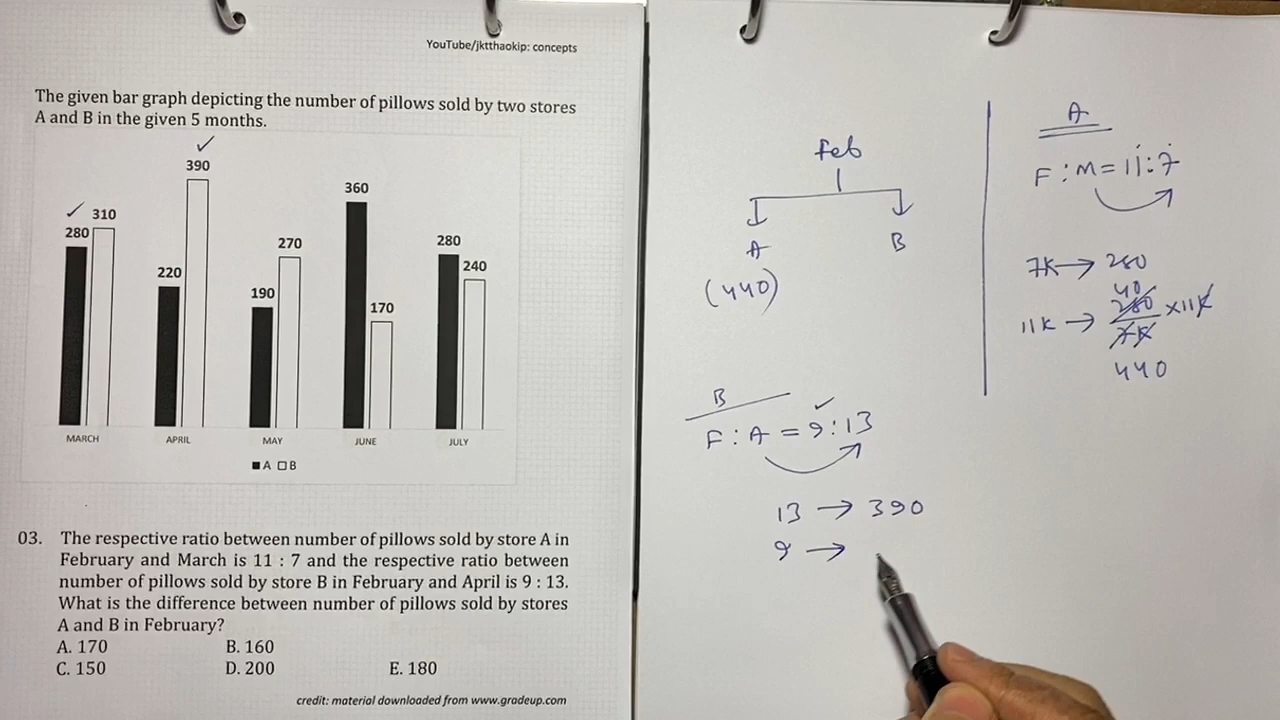 YouTube/jktthaokip: concepts
The given bar graph depicting the number of pillows sold by two stores
A and B in the given 5 months.
390
360
310
280
270
280
240
220
190
170
MARCH
APRIL
MAY
JUNE
JULY
A B
03. The respective ratio between number of pillows sold by store A in
February and March is 11 : 7 and the respective ratio between
number of pillows sold by store B in February and April is 9 : 13.
What is the difference between number of pillows sold by stores
A and B in February?
A. 170 B. 160
C. 150 D. 200 E. 180
credit: material downloaded from www.gradeup.com
Feb
A B
(440)
B
F : A = 9 : 13
13 → 390
9 →
A
F : M = 11 : 7
7K → 280
40
11K → 280/7K × 11K
440